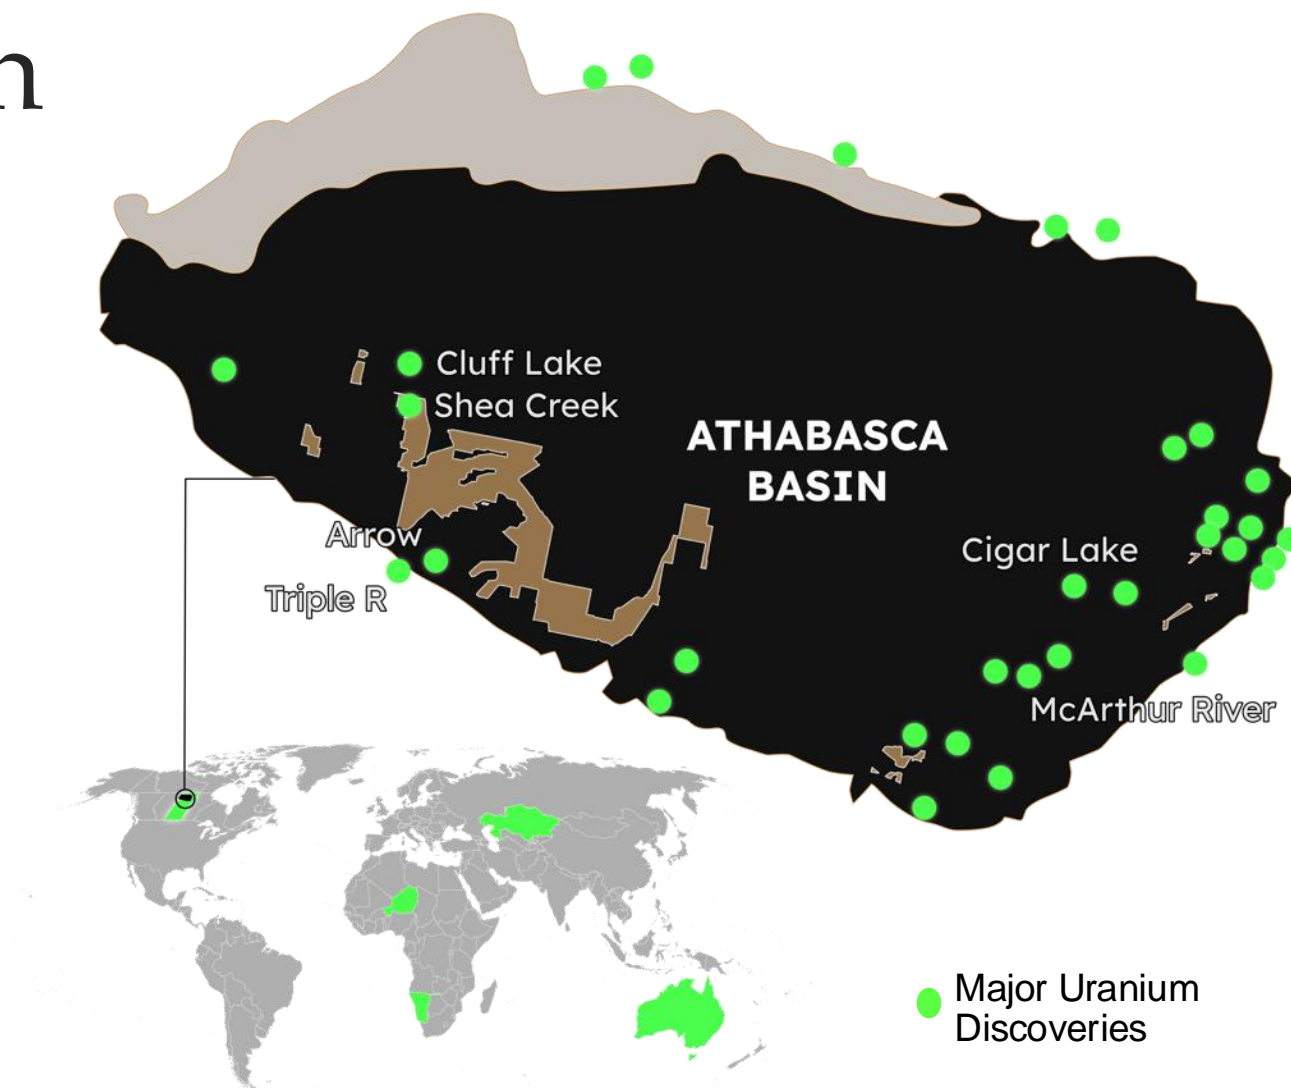 n
Cluff Lake
Shea Creek
ATHABASCA
BASIN
Arrow
Cigar Lake
Triple R
McArthur River
Major Uranium
Discoveries